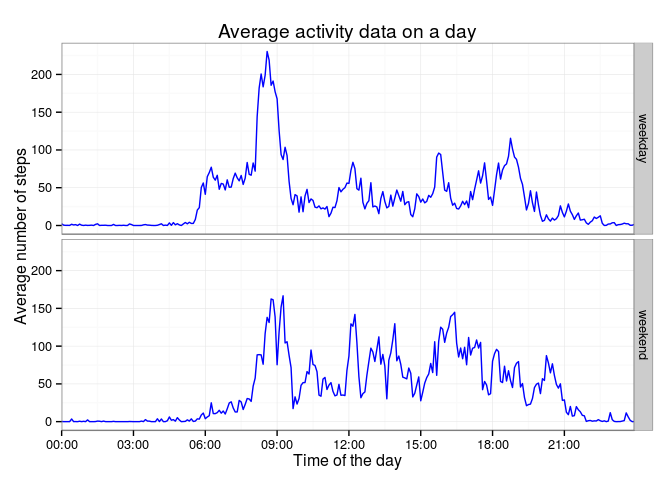 Average activity data on a day
Average number of steps
200
150
100
50
0
weekday
200
150
100
50
0
weekend
00:00 03:00 06:00 09:00 12:00 15:00 18:00 21:00
Time of the day